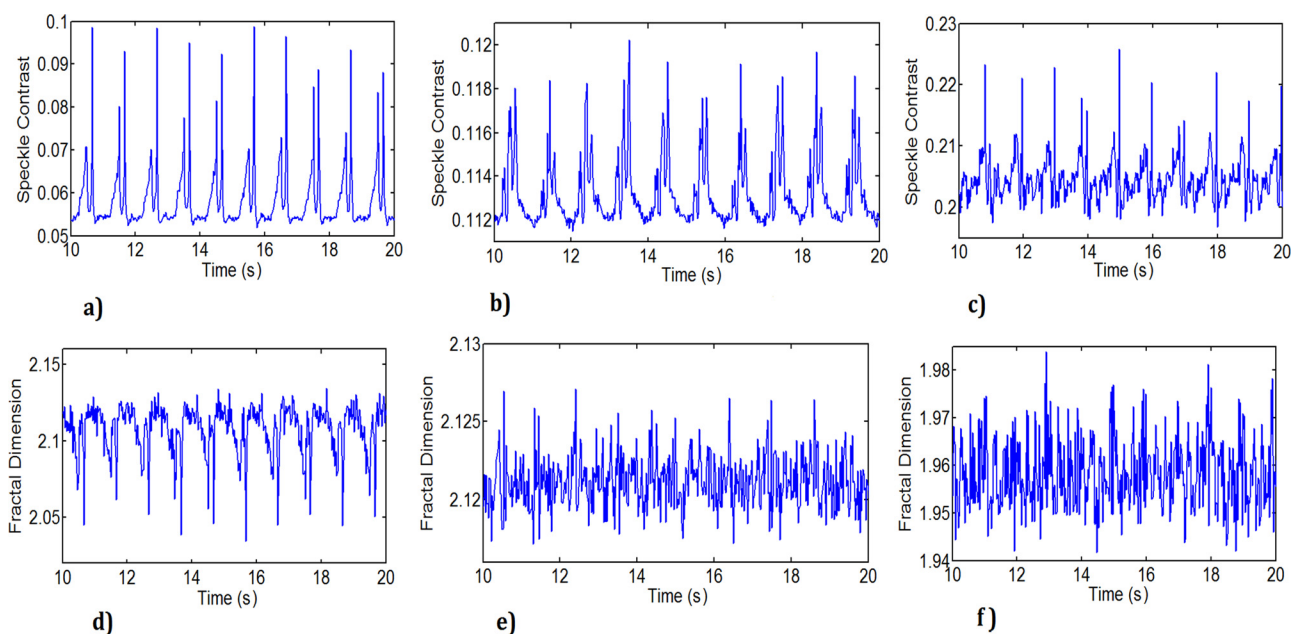 0.1
0.09
0.08
0.07
0.06
0.05
Speckle Contrast
10 12 14 16 18 20
Time (s)
a)
0.12
0.118
0.116
0.114
0.112
Speckle Contrast
10 12 14 16 18 20
Time (s)
b)
0.23
0.22
0.21
0.2
Speckle Contrast
10 12 14 16 18 20
Time (s)
c)
2.15
2.1
2.05
Fractal Dimension
10 12 14 16 18 20
Time (s)
d)
2.13
2.125
2.12
Fractal Dimension
10 12 14 16 18 20
Time (s)
e)
1.98
1.97
1.96
1.95
1.94
Fractal Dimension
10 12 14 16 18 20
Time (s)
f)